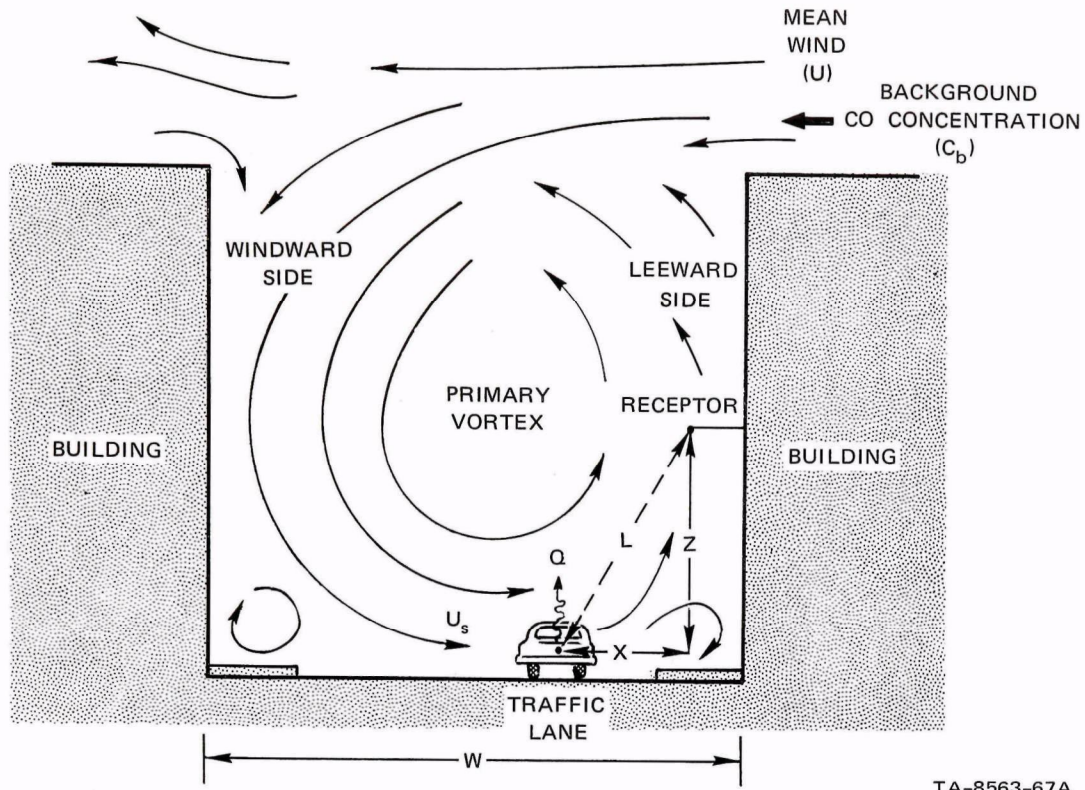 MEAN
WIND
(U)
BACKGROUND
CO CONCENTRATION
(C_b)
WINDWARD
SIDE
LEEWARD
SIDE
PRIMARY
VORTEX
RECEPTOR
BUILDING
BUILDING
L
Z
Q
U_s
X
TRAFFIC
LANE
W
TA-8563-67A